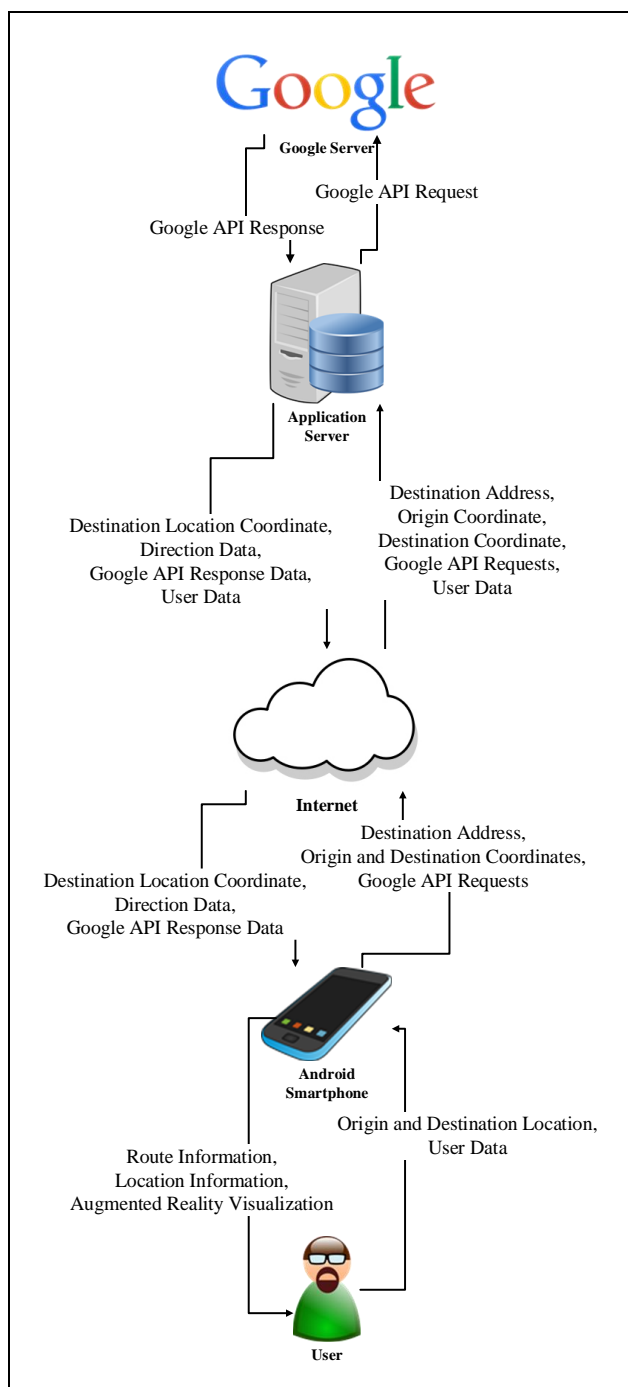 Google
Google Server
Google API Request
Google API Response
Application
Server
Destination Address,
Origin Coordinate,
Destination Coordinate,
Google API Requests,
User Data
Destination Location Coordinate,
Direction Data,
Google API Response Data,
User Data
Internet
Destination Address,
Origin and Destination Coordinates,
Google API Requests
Destination Location Coordinate,
Direction Data,
Google API Response Data
Android
Smartphone
Origin and Destination Location,
User Data
Route Information,
Location Information,
Augmented Reality Visualization
User